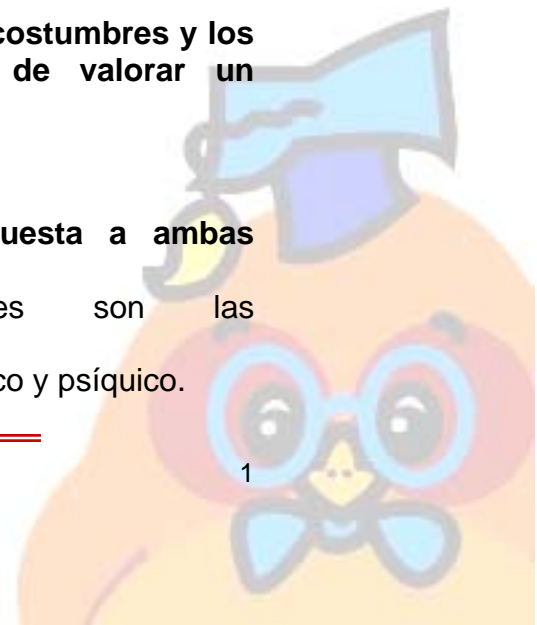 costumbres y los
de valorar un
uesta a ambas
es son las
co y psíquico.
1